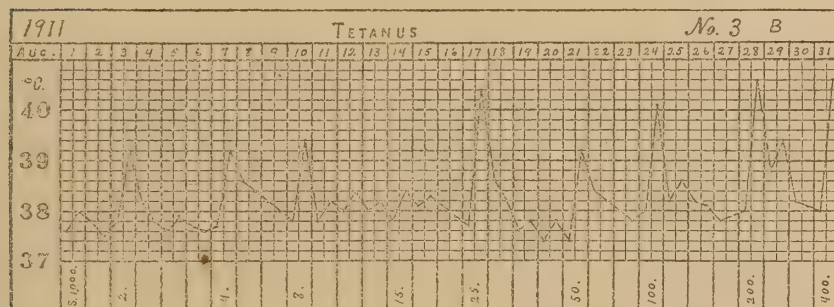 1911 TETANUS No. 3 B
Aug. 1 2 3 4 5 6 7 8 9 10 11 12 13 14 15 16 17 18 19 20 21 22 23 24 25 26 27 28 29 30 31
°C.
40
39
38
37
2. 4. 8. 15. 25. 50. 100. 200. 400.